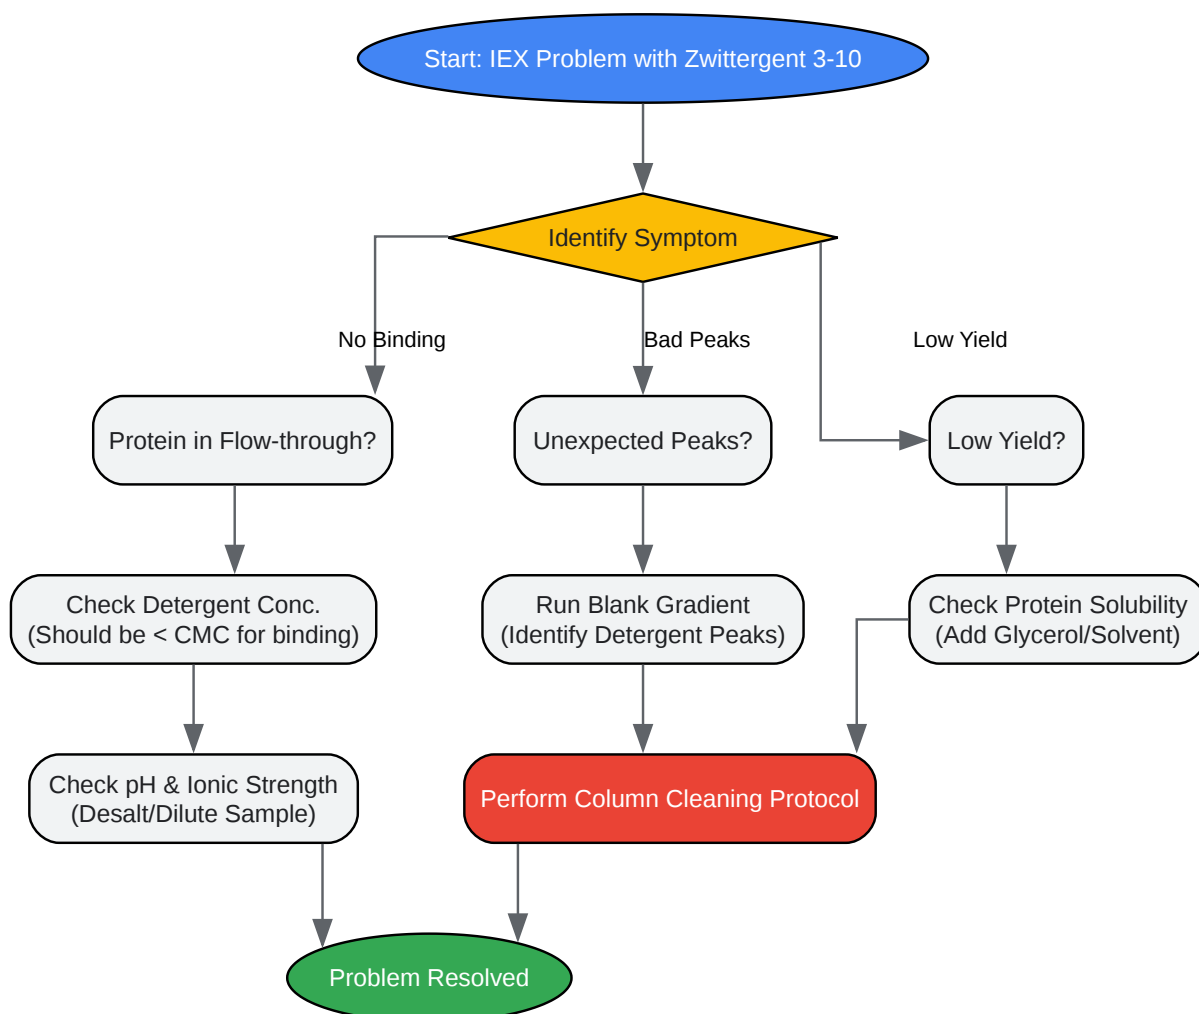 Start: IEX Problem with Zwittergent 3-10
Identify Symptom
No Binding
Bad Peaks
Low Yield
Protein in Flow-through?
Unexpected Peaks?
Low Yield?
Check Detergent Conc.
(Should be < CMC for binding)
Run Blank Gradient
(Identify Detergent Peaks)
Check Protein Solubility
(Add Glycerol/Solvent)
Check pH & Ionic Strength
(Desalt/Dilute Sample)
Perform Column Cleaning Protocol
Problem Resolved